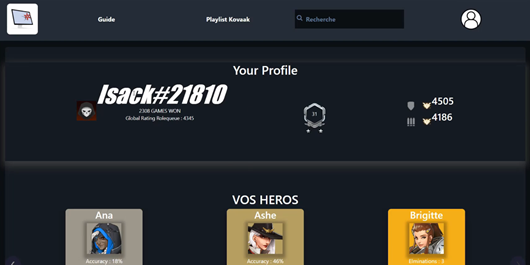 Guide
Playlist Kovaak
Recherche
Your Profile
Isack#21810
2308 GAMES WON
Global Rating Rolequeue : 4345
31
4505
4186
VOS HEROS
Ana
Ashe
Brigitte
Accuracy : 18%
Accuracy : 46%
Eliminations : 3